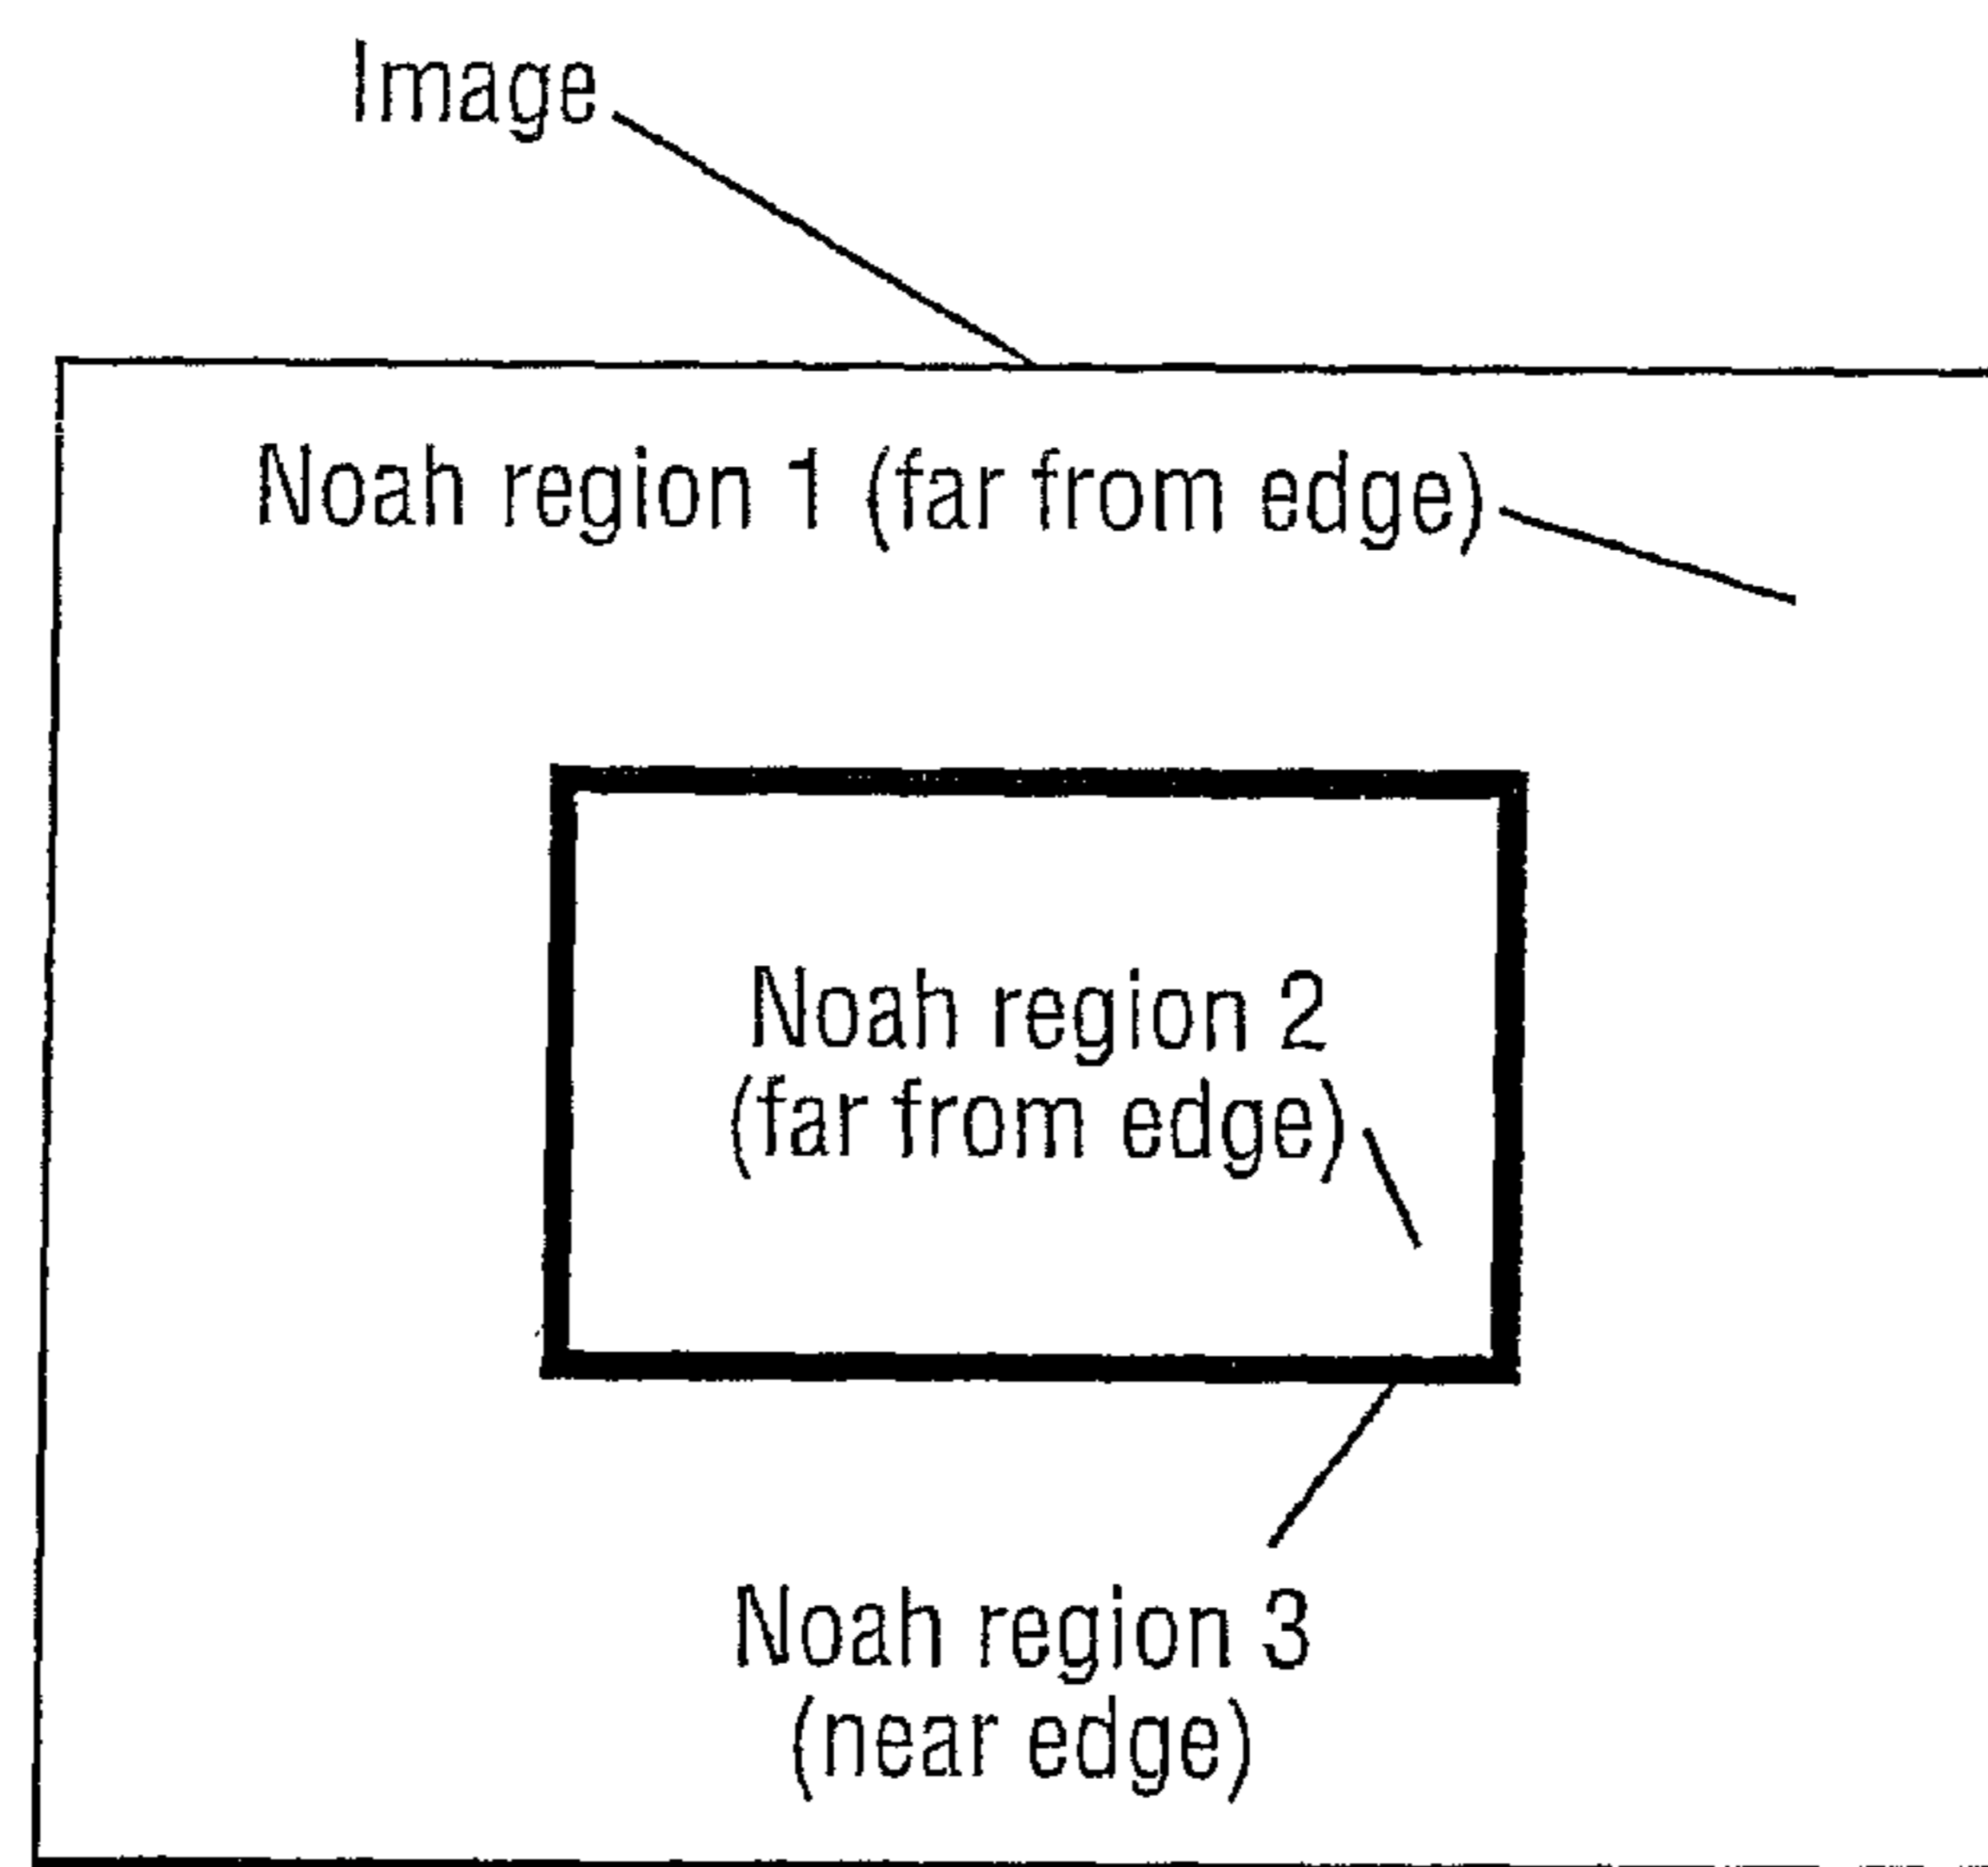 Image
Noah region 1 (far from edge)
Noah region 2
(far from edge)
Noah region 3
(near edge)